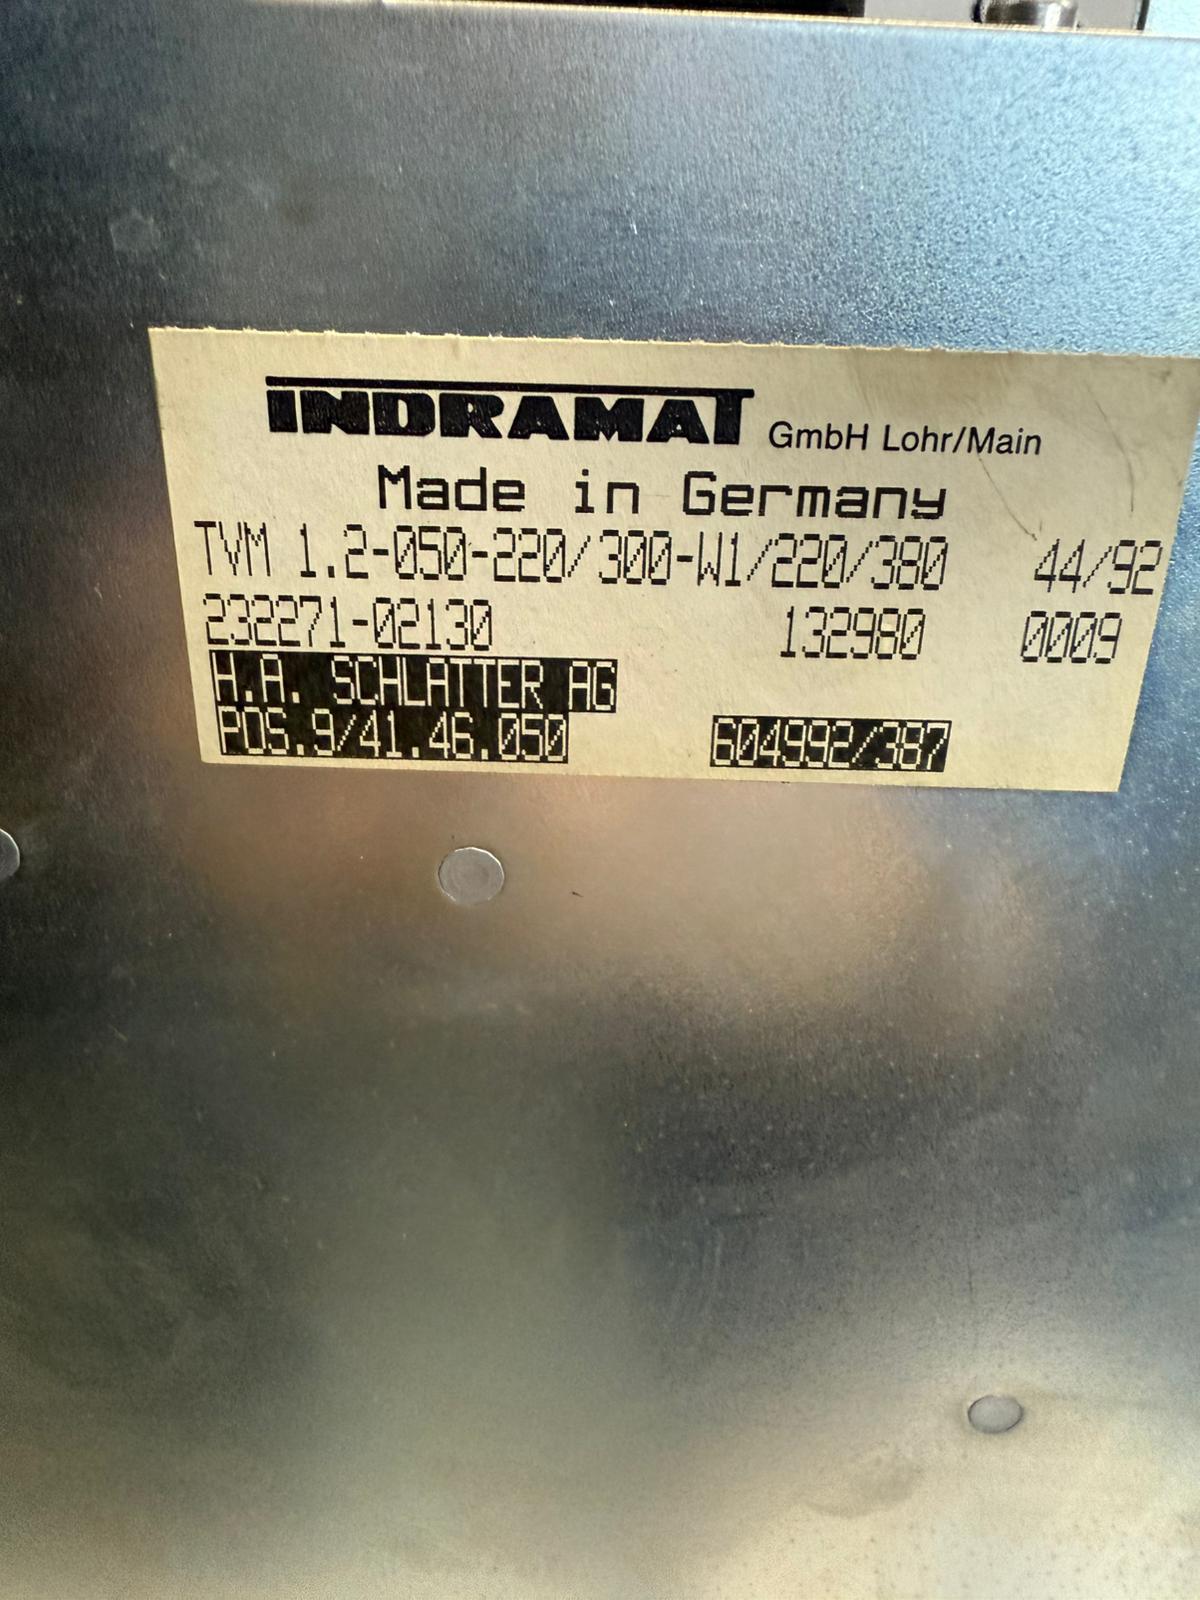 INDRAMAT GmbH Lohr/Main
Made in Germany
TVM 1.2-050-220/300-W1/220/380 44/92
232271-02130 132980 0009
H.A. SCHLATTER AG
POS.9/41.46.050 604992/387